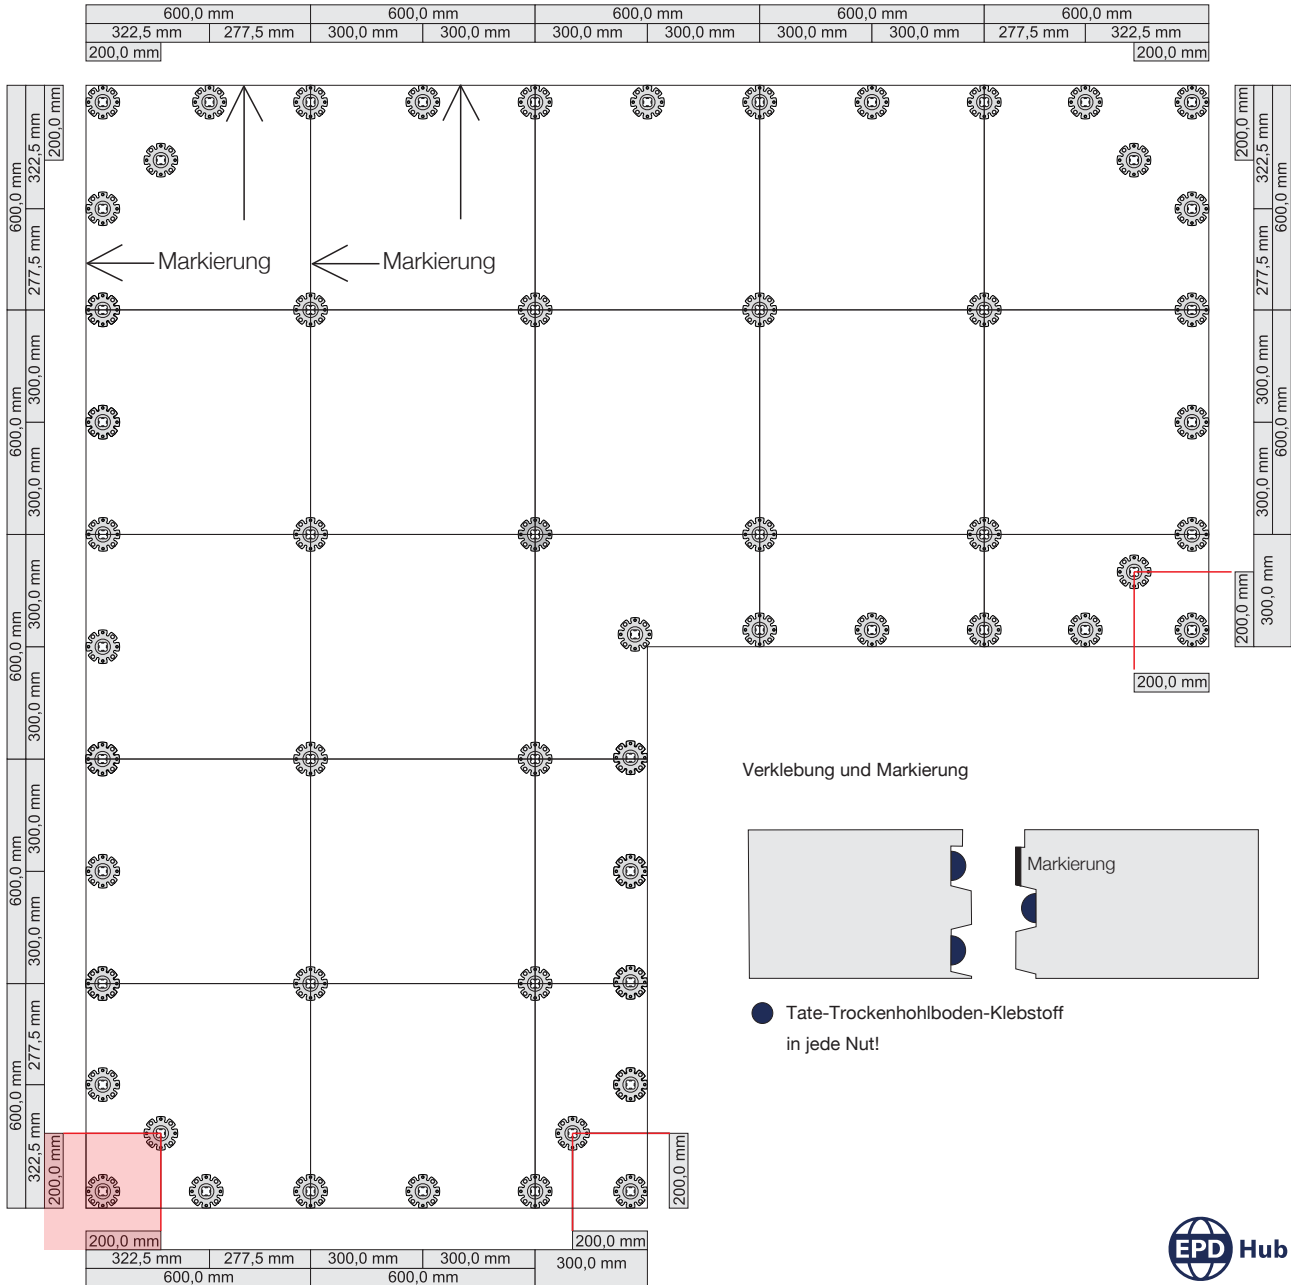 600,0 mm 600,0 mm 600,0 mm 600,0 mm 600,0 mm
322,5 mm 277,5 mm 300,0 mm 300,0 mm 300,0 mm 300,0 mm 300,0 mm 300,0 mm 277,5 mm 322,5 mm
200,0 mm 200,0 mm
600,0 mm
322,5 mm
277,5 mm
200,0 mm
600,0 mm
300,0 mm
300,0 mm
600,0 mm
300,0 mm
300,0 mm
600,0 mm
300,0 mm
300,0 mm
600,0 mm
277,5 mm
322,5 mm
200,0 mm
Markierung Markierung
200,0 mm
322,5 mm
277,5 mm
600,0 mm
300,0 mm
300,0 mm
600,0 mm
200,0 mm
300,0 mm
200,0 mm
Verklebung und Markierung
Markierung
Tate-Trockenhohlboden-Klebstoff
in jede Nut!
200,0 mm
200,0 mm 200,0 mm
322,5 mm 277,5 mm 300,0 mm 300,0 mm 300,0 mm
600,0 mm 600,0 mm
EPD Hub